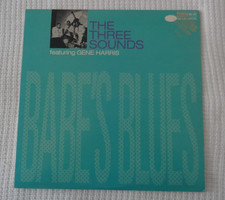 THE
THREE
SOUNDS
featuring GENE HARRIS
BABE'S BLUES